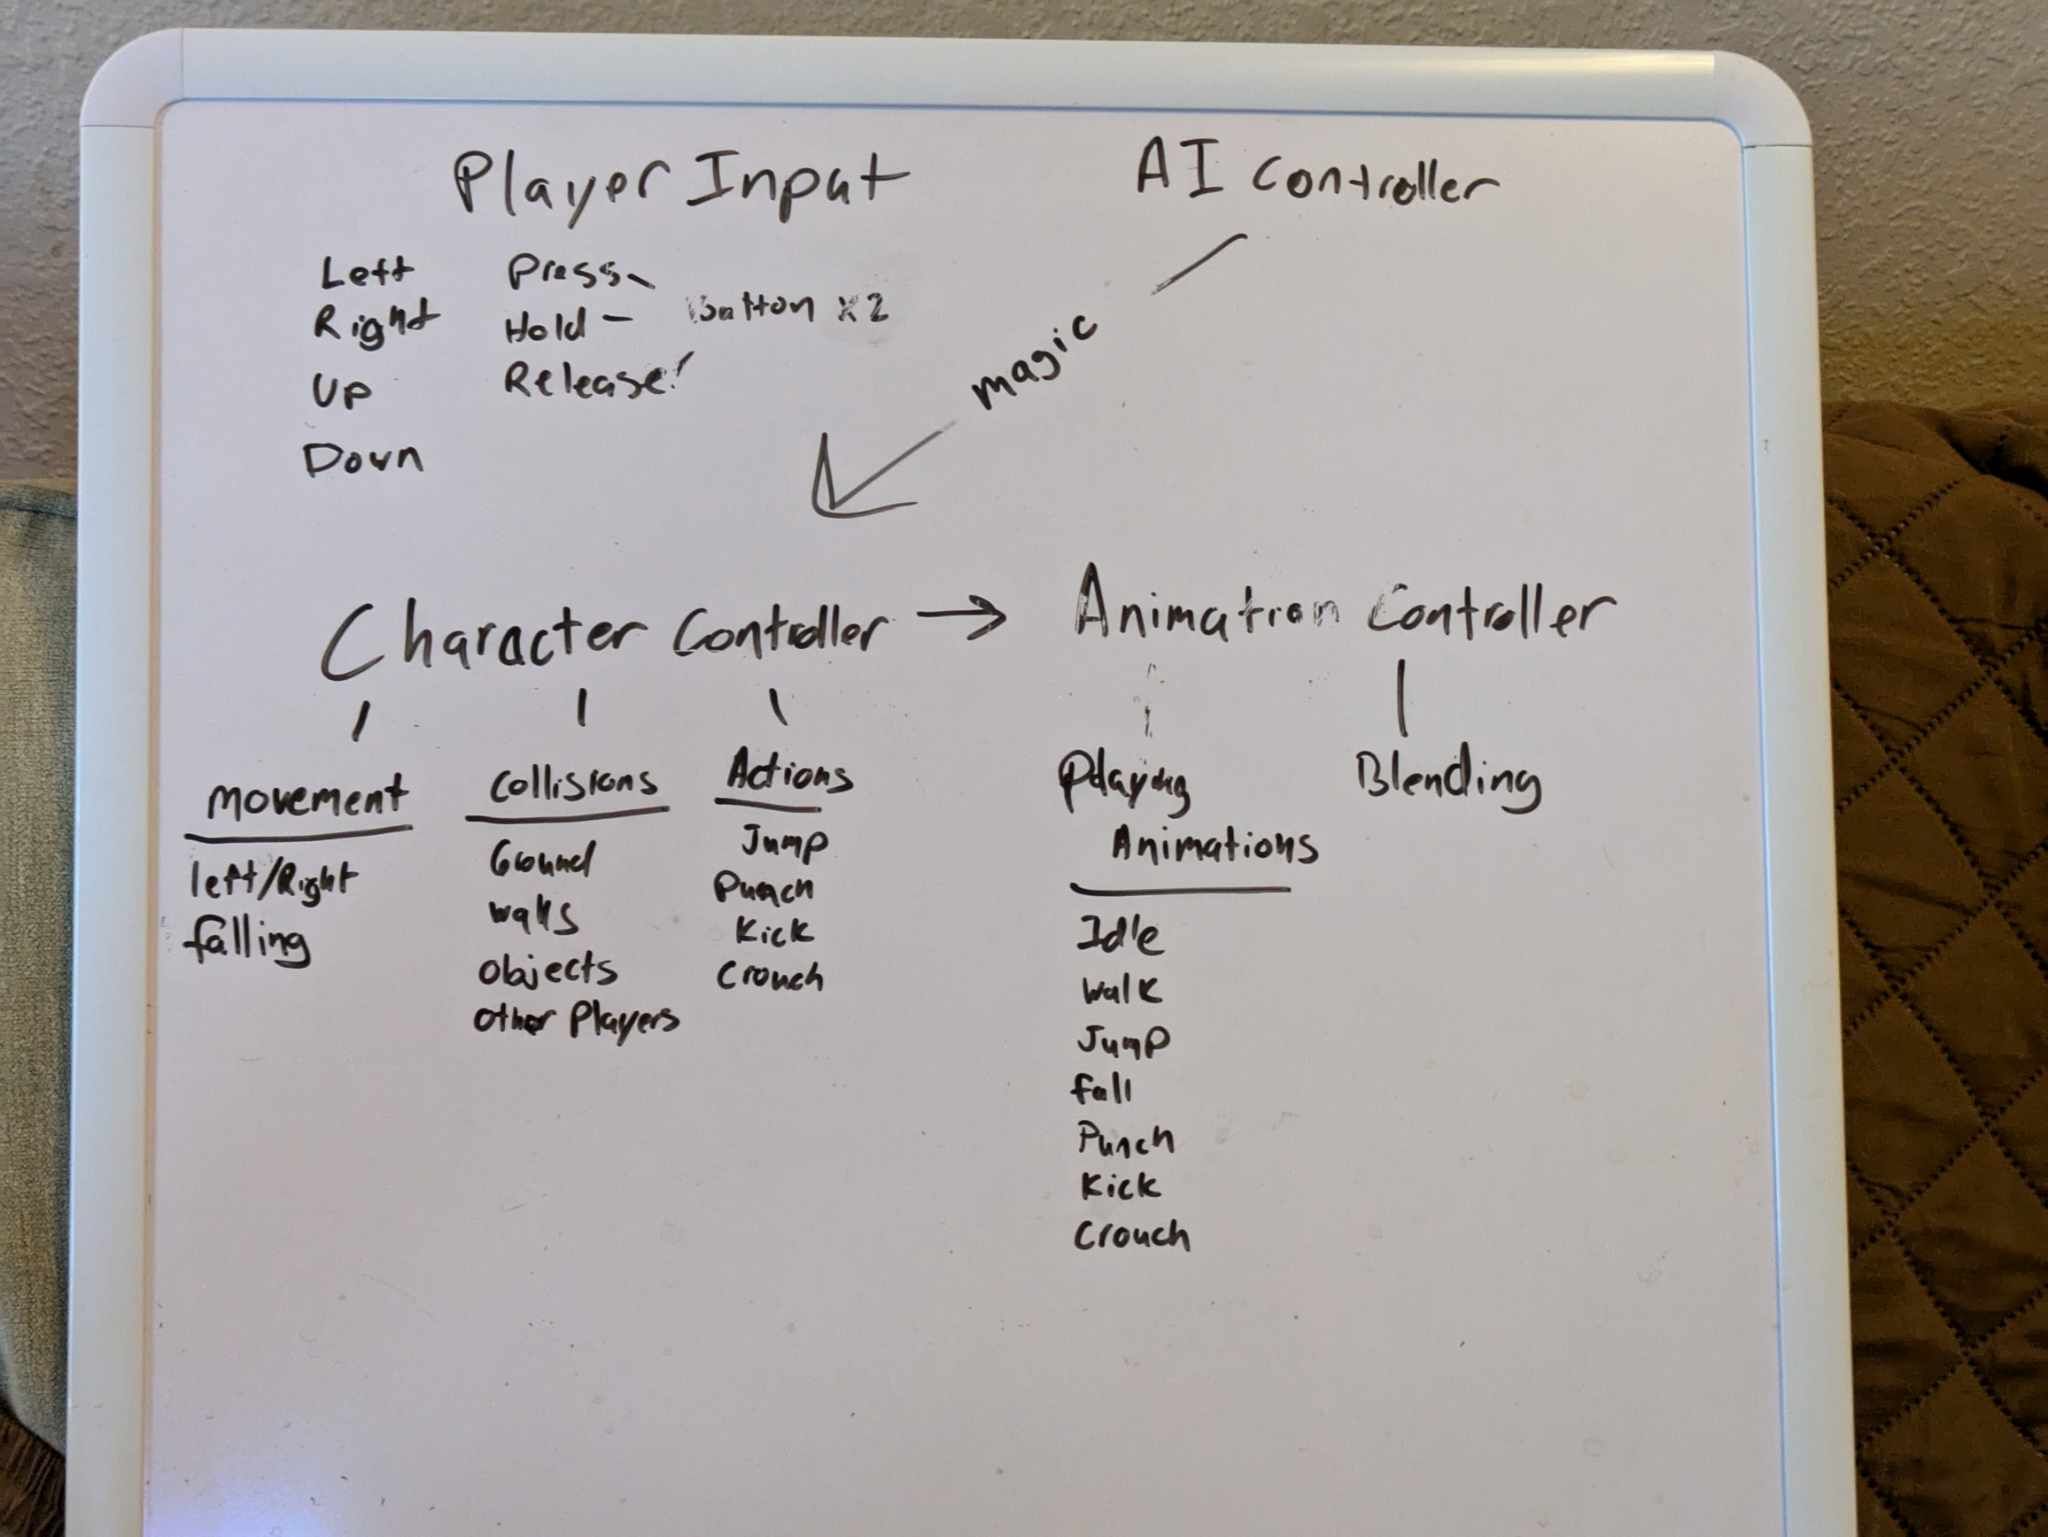 Player Input
AI Controller
Left
Right
Up
Down
Press
Hold
Release
button x2
magic
Character Controller → Animation Controller
movement
left/Right
falling
Collisions
Ground
walls
objects
other Players
Actions
Jump
Punch
Kick
Crouch
Playing
Animations
Idle
walk
Jump
fall
Punch
Kick
Crouch
Blending